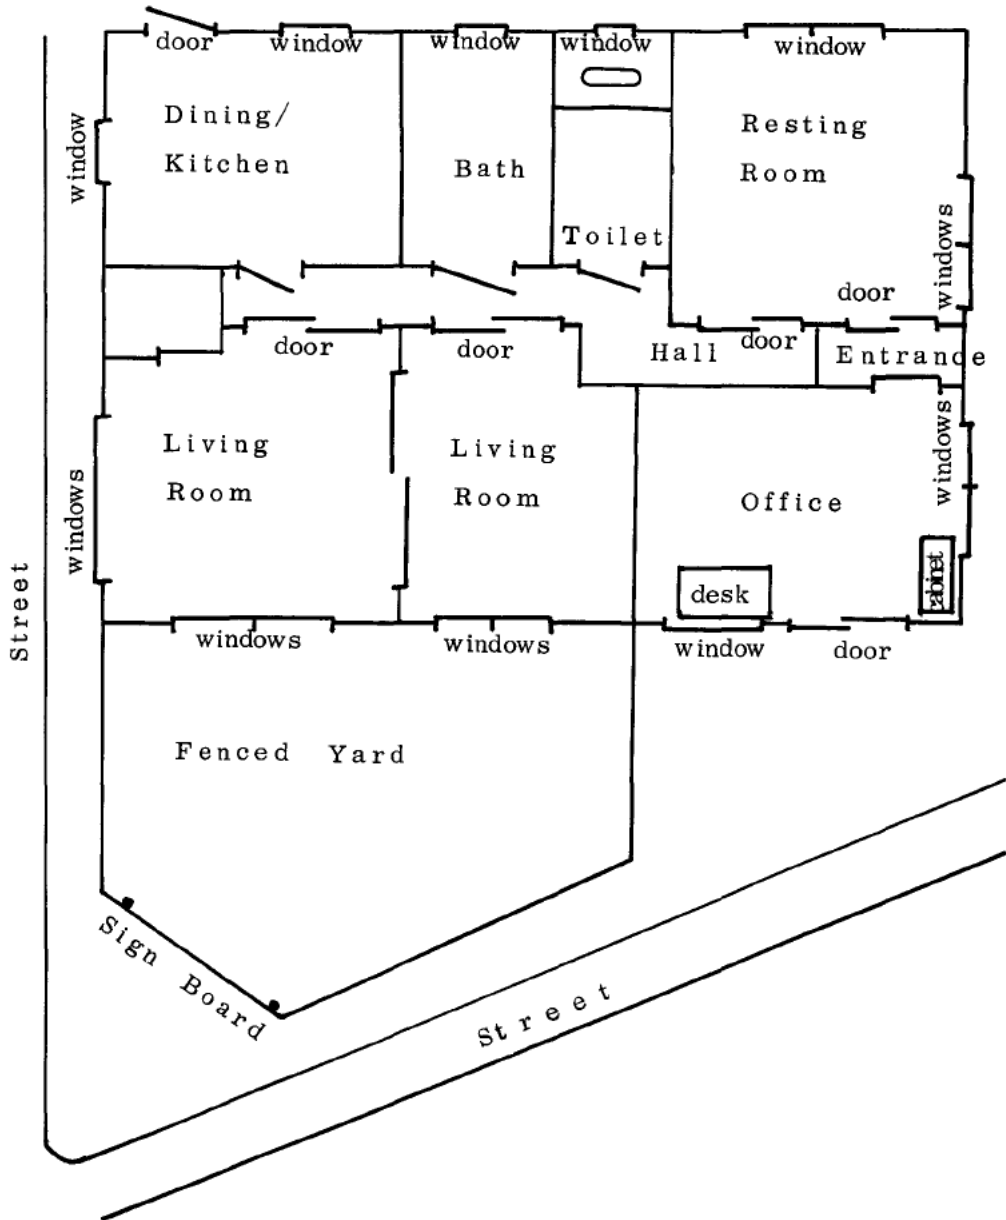 door
window
window
window
window
Dining/
Kitchen
window
Bath
Resting
Room
Toilet
windows
door
door
door
Hall
door
Entrance
Living
Room
Living
Room
windows
windows
Office
cabinet
desk
Street
windows
windows
window
door
Fenced Yard
Sign Board
Street